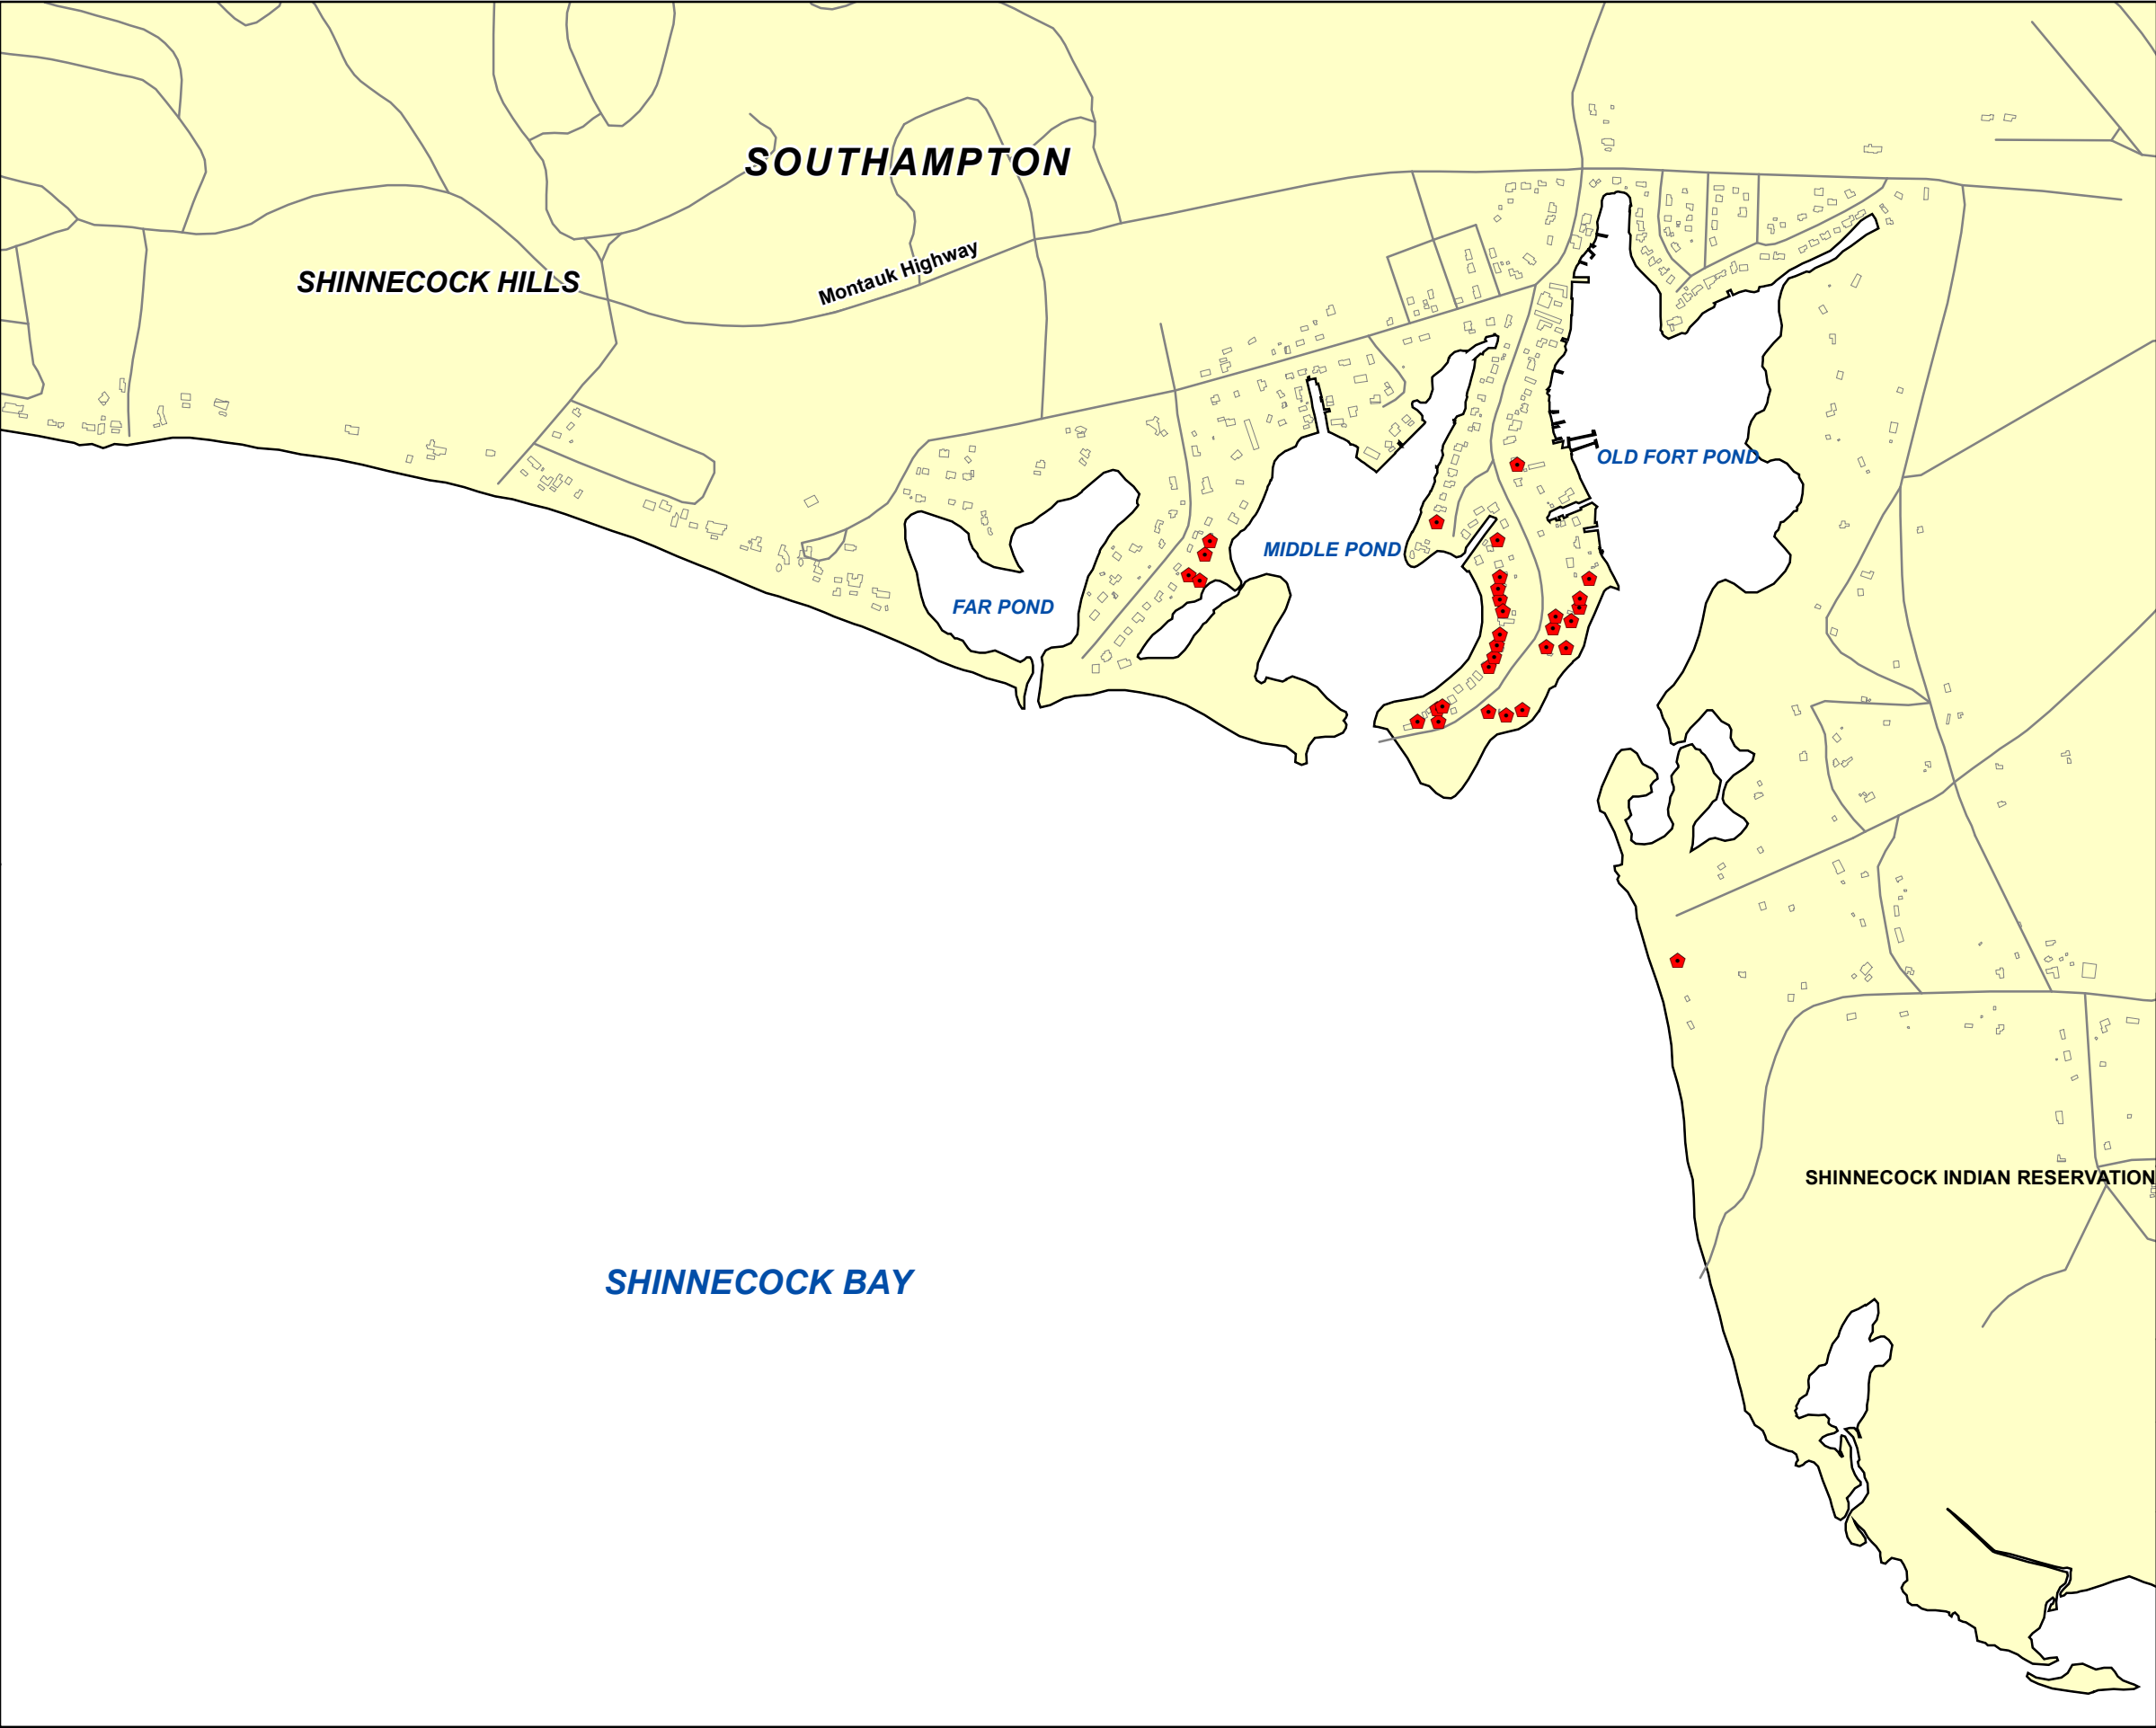 SOUTHAMPTON
Montauk Highway
SHINNECOCK HILLS
OLD FORT POND
MIDDLE POND
FAR POND
SHINNECOCK INDIAN RESERVATION
SHINNECOCK BAY